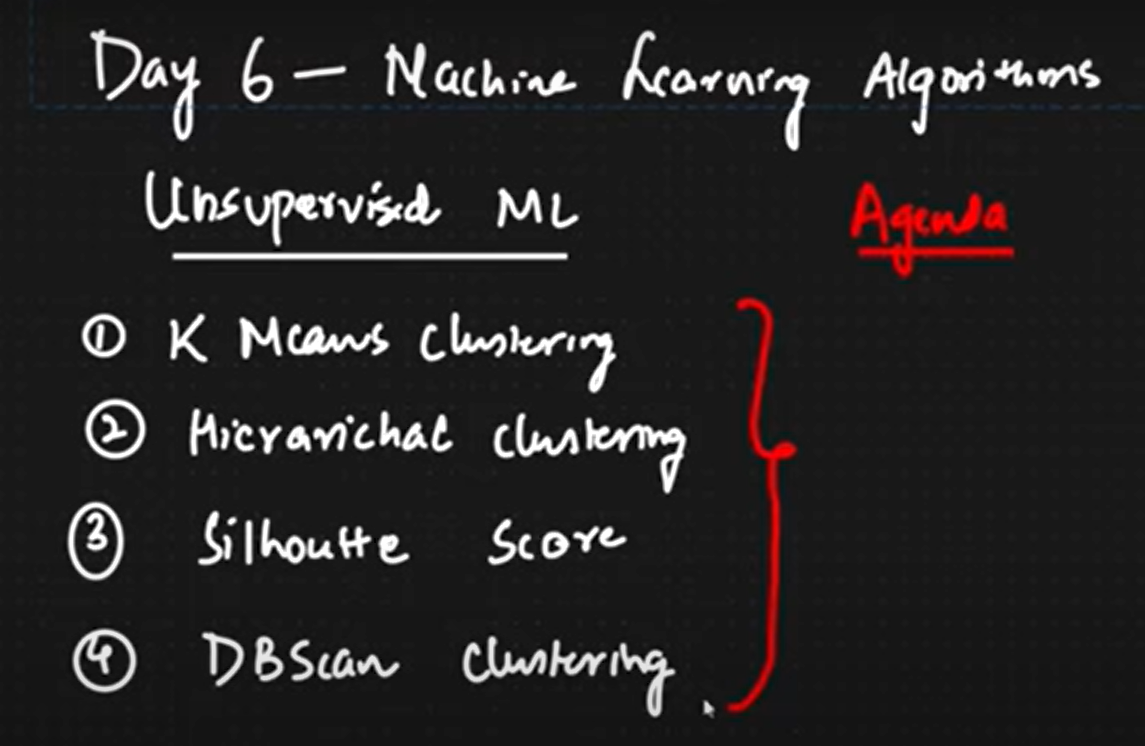 Day 6 — Machine Learning Algorithms
Unsupervised ML
Agenda
① K Means Clustering
② Hierarichal Clustering
③ Silhoutte Score
④ DBScan Clustering